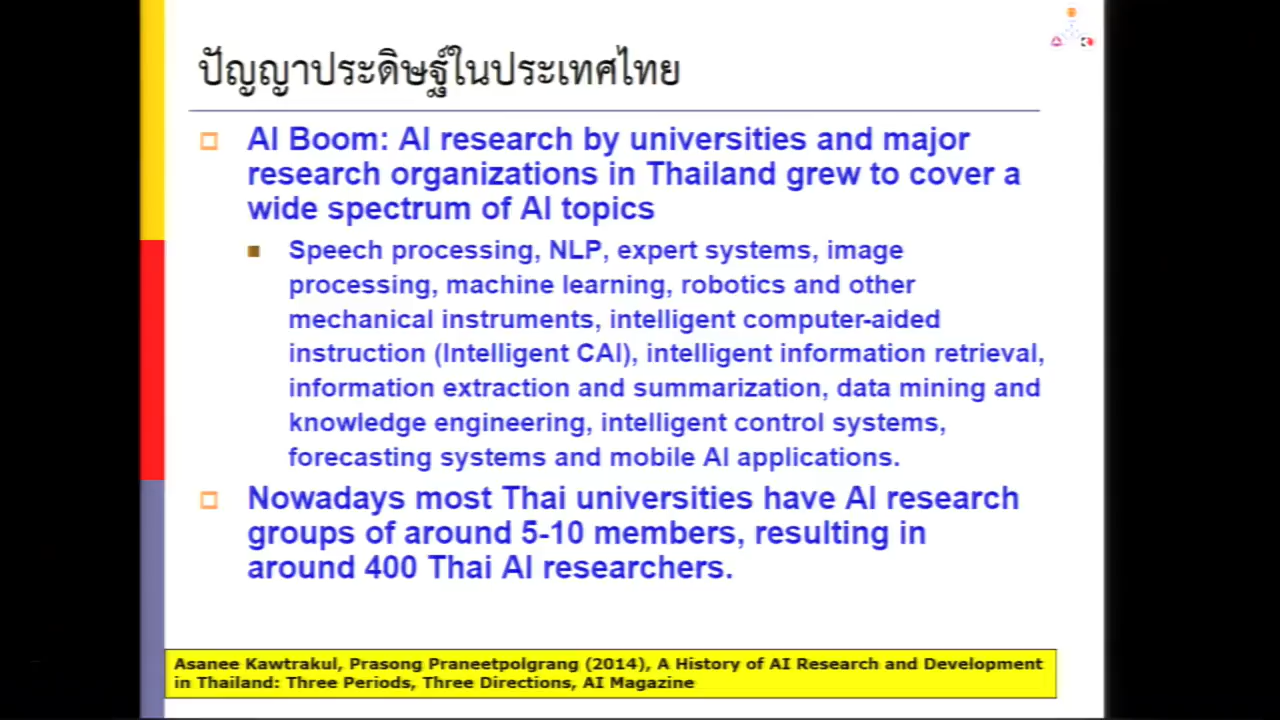 ปัญญาประดิษฐ์ในประเทศไทย
AI Boom: AI research by universities and major
research organizations in Thailand grew to cover a
wide spectrum of AI topics
Speech processing, NLP, expert systems, image
processing, machine learning, robotics and other
mechanical instruments, intelligent computer-aided
instruction (Intelligent CAI), intelligent information retrieval,
information extraction and summarization, data mining and
knowledge engineering, intelligent control systems,
forecasting systems and mobile AI applications.
Nowadays most Thai universities have AI research
groups of around 5-10 members, resulting in
around 400 Thai AI researchers.
Asanee Kawtrakul, Prasong Praneetpolgrang (2014), A History of AI Research and Development
in Thailand: Three Periods, Three Directions, AI Magazine